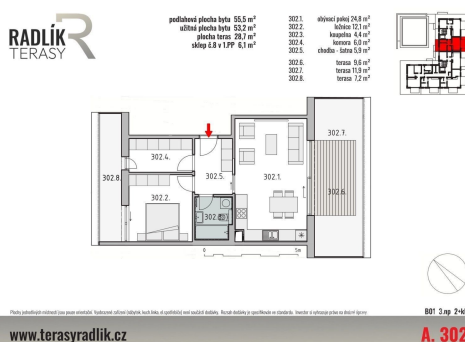 RADLÍK
TERASY
podlahová plocha bytu 55,5 m²
užitná plocha bytu 53,2 m²
plocha teras 28,7 m²
sklep č.8 v 1.PP 6,1 m²
302.1. obývací pokoj 24,8 m²
302.2. ložnice 12,1 m²
302.3. koupelna 4,4 m²
302.4. komora 6,0 m²
302.5. chodba - šatna 5,9 m²
302.6. terasa 9,6 m²
302.7. terasa 11,9 m²
302.8. terasa 7,2 m²
302.4.
302.5.
302.1.
302.7.
302.8.
302.6.
302.2.
302.3
0 5m
B01 3.np 2+k
www.terasyradlik.cz
A. 302